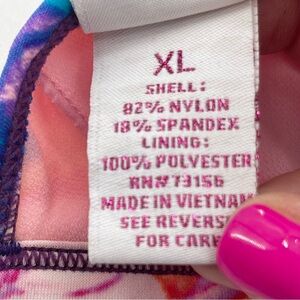 XL
SHELL:
82% NYLON
18% SPANDEX
LINING:
100% POLYESTER
RN# 73156
MADE IN VIETNAM
SEE REVERSE
FOR CARE